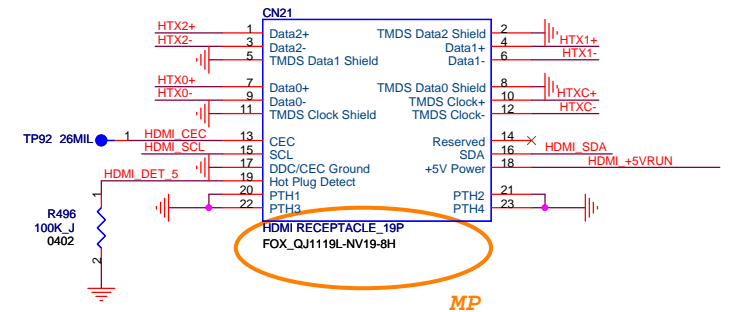 CN21
HTX2+ 1 Data2+ TMDS Data2 Shield 2
HTX2- 3 Data2- Data1+ 4 HTX1+
5 TMDS Data1 Shield Data1- 6 HTX1-
HTX0+ 7 Data0+ TMDS Data0 Shield 8
HTX0- 9 Data0- TMDS Clock+ 10 HTXC+
11 TMDS Clock Shield TMDS Clock- 12 HTXC-
TP92 26MIL 1 HDMI_CEC 13 CEC Reserved 14
HDMI_SCL 15 SCL SDA 16 HDMI_SDA
17 DDC/CEC Ground +5V Power 18 HDMI_+5VRUN
HDMI_DET_5 19 Hot Plug Detect
20 PTH1 PTH2 21
22 PTH3 PTH4 23
1
R496
100K_J
0402
2
HDMI RECEPTACLE_19P
FOX_QJ1119L-NV19-8H
MP